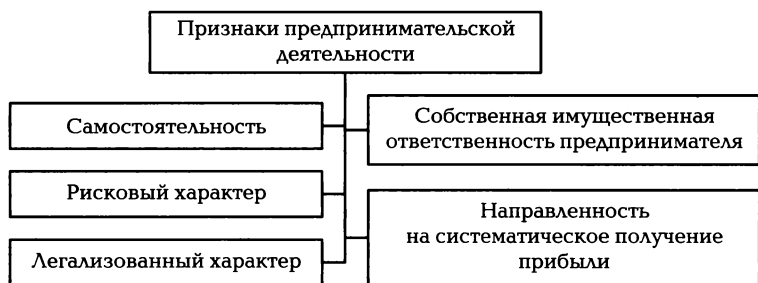 Признаки предпринимательской
деятельности
Самостоятельность
Собственная имущественная
ответственность предпринимателя
Рисковый характер
Направленность
на систематическое получение
прибыли
Легализованный характер